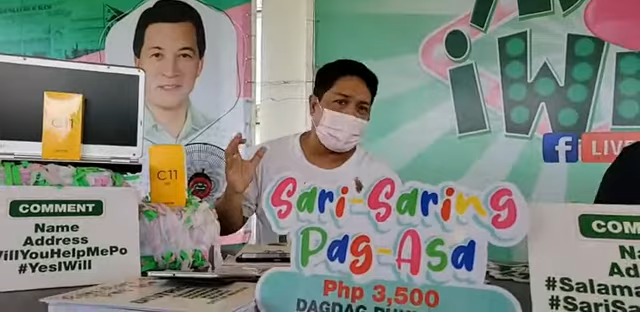 iW
LIVE
C11
C11
COMMENT
Name
Address
WillYouHelpMePo
#YesIWill
Sari-Saring
Pag-Asa
Php 3,500
DAGDAG
COM
Na
Ad
#Salama
#SariSa